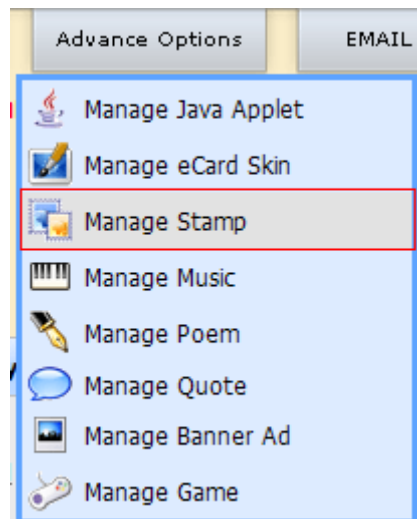 Advance Options EMAIL
Manage Java Applet
Manage eCard Skin
Manage Stamp
Manage Music
Manage Poem
Manage Quote
Manage Banner Ad
Manage Game